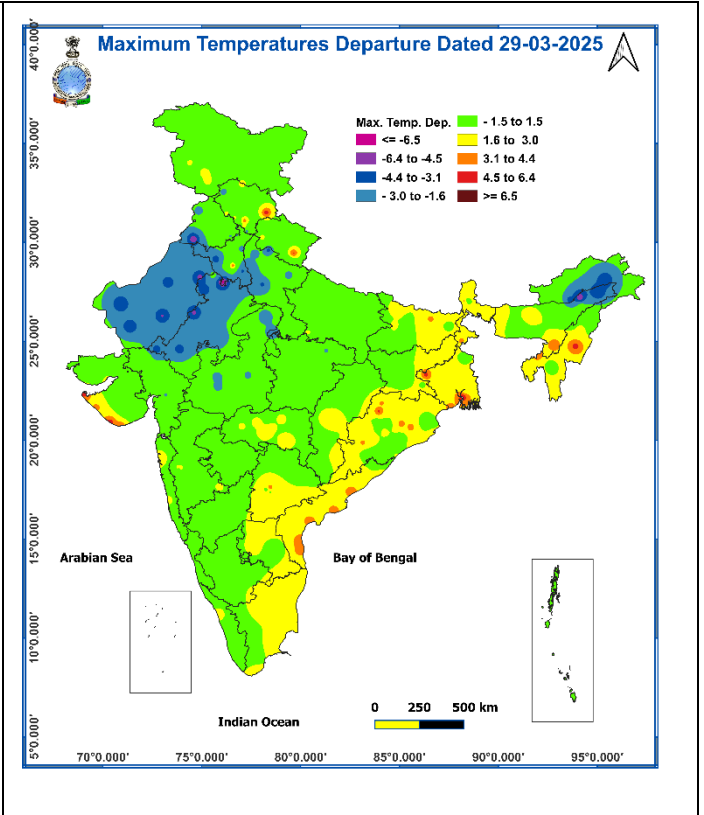 Maximum Temperatures Departure Dated 29-03-2025
Max. Temp. Dep.
<= -6.5
-6.4 to -4.5
-4.4 to -3.1
- 3.0 to -1.6
- 1.5 to 1.5
1.6 to 3.0
3.1 to 4.4
4.5 to 6.4
>= 6.5
40°0.000'
35°0.000'
30°0.000'
25°0.000'
20°0.000'
15°0.000'
10°0.000'
5°0.000'
Arabian Sea
Bay of Bengal
Indian Ocean
0 250 500 km
70°0.000' 75°0.000' 80°0.000' 85°0.000' 90°0.000' 95°0.000'